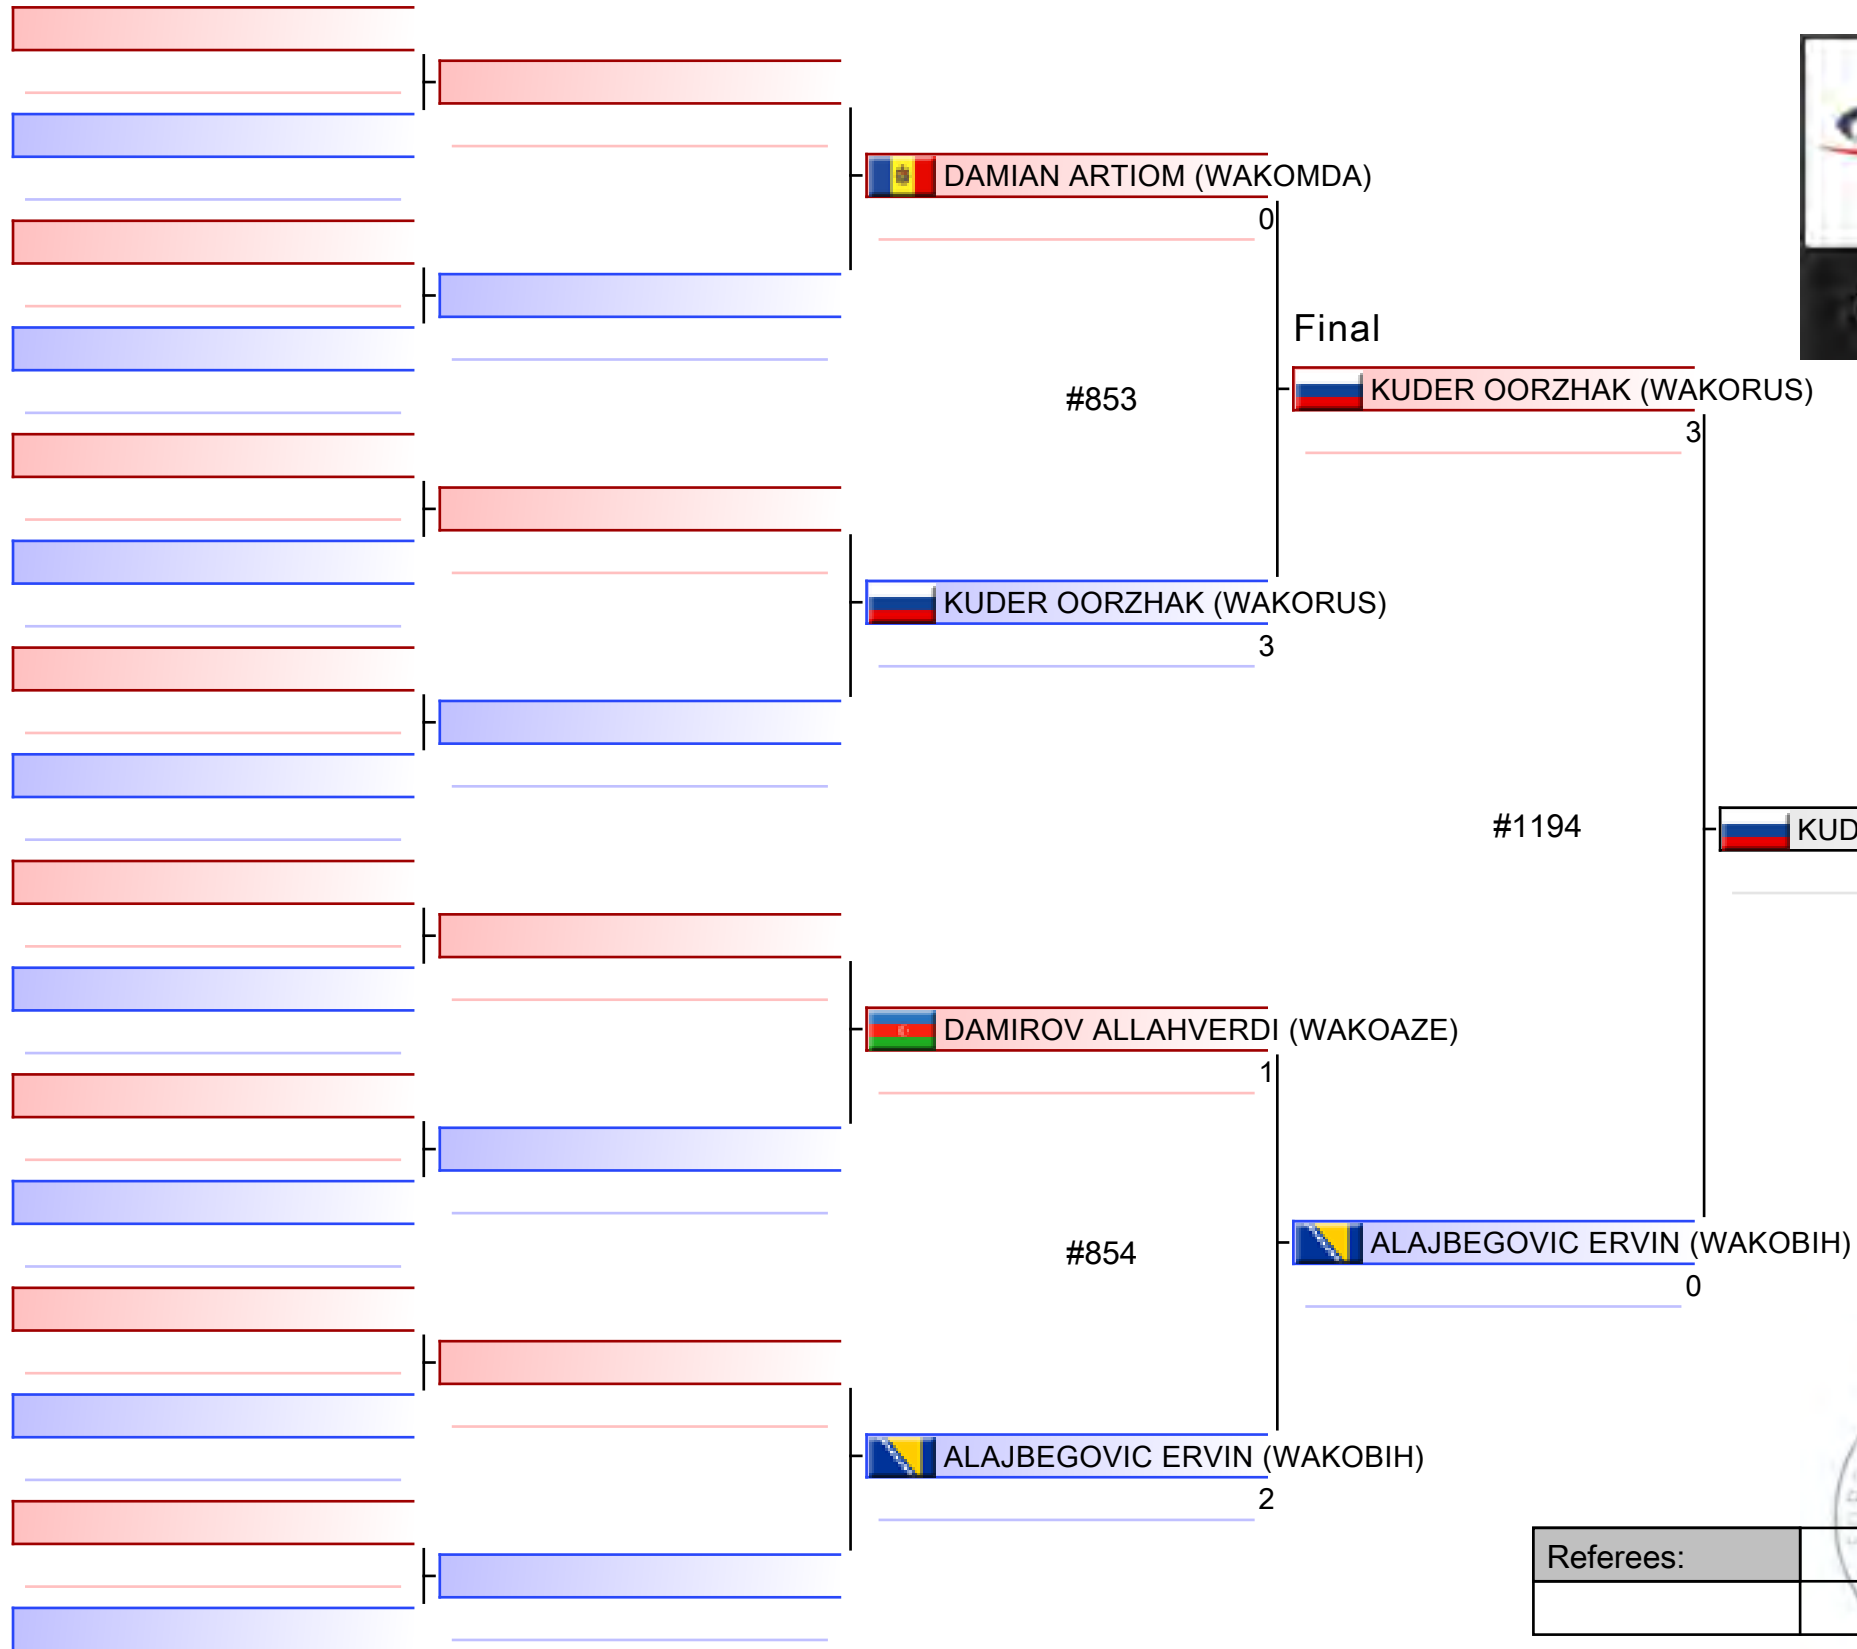 DAMIAN ARTIOM (WAKOMDA)
0
Final
#853
KUDER OORZHAK (WAKORUS)
3
KUDER OORZHAK (WAKORUS)
3
#1194
KUD
DAMIROV ALLAHVERDI (WAKOAZE)
1
#854
ALAJBEGOVIC ERVIN (WAKOBIH)
0
ALAJBEGOVIC ERVIN (WAKOBIH)
2
Referees: